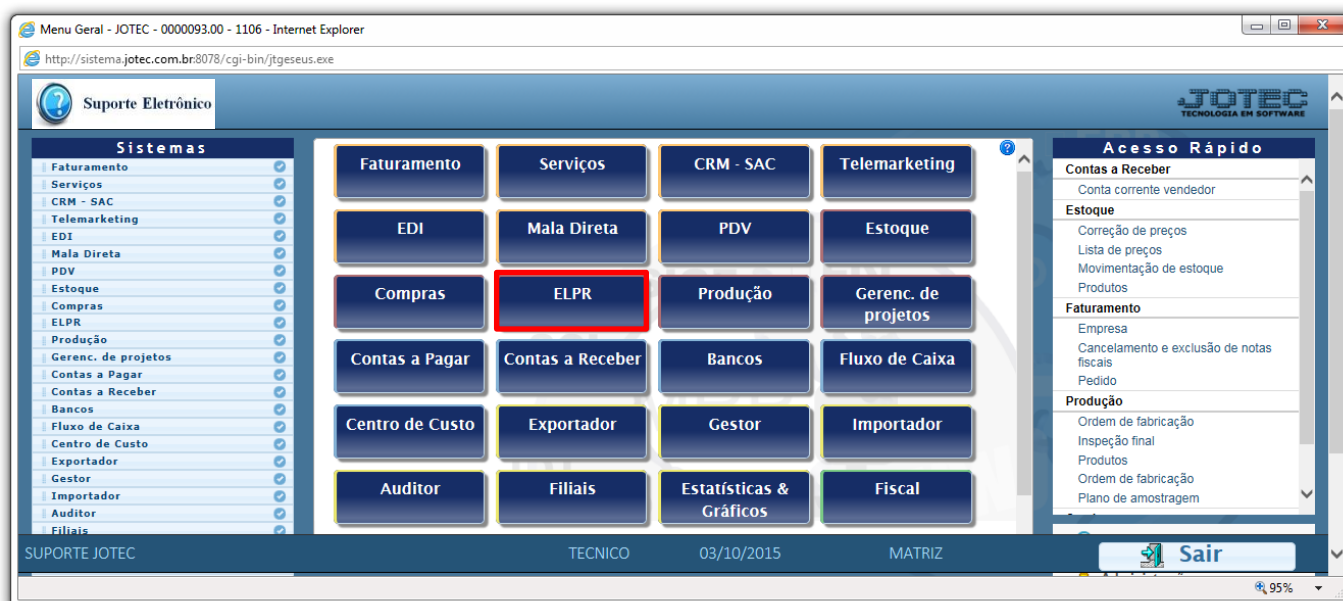 Menu Geral - JOTEC - 0000093.00 - 1106 - Internet Explorer
http://sistema.jotec.com.br:8078/cgi-bin/jtgeseus.exe
Suporte Eletrônico
JOTEC
TECNOLOGIA EM SOFTWARE
Sistemas
Faturamento
Serviços
CRM - SAC
Telemarketing
EDI
Mala Direta
PDV
Estoque
Compras
ELPR
Produção
Gerenc. de projetos
Contas a Pagar
Contas a Receber
Bancos
Fluxo de Caixa
Centro de Custo
Exportador
Gestor
Importador
Auditor
Filiais
Faturamento
Serviços
CRM - SAC
Telemarketing
EDI
Mala Direta
PDV
Estoque
Compras
ELPR
Produção
Gerenc. de
projetos
Contas a Pagar
Contas a Receber
Bancos
Fluxo de Caixa
Centro de Custo
Exportador
Gestor
Importador
Auditor
Filiais
Estatísticas &
Gráficos
Fiscal
Acesso Rápido
Contas a Receber
Conta corrente vendedor
Estoque
Correção de preços
Lista de preços
Movimentação de estoque
Produtos
Faturamento
Empresa
Cancelamento e exclusão de notas
fiscais
Pedido
Produção
Ordem de fabricação
Inspeção final
Produtos
Ordem de fabricação
Plano de amostragem
SUPORTE JOTEC
TECNICO
03/10/2015
MATRIZ
Sair
95%